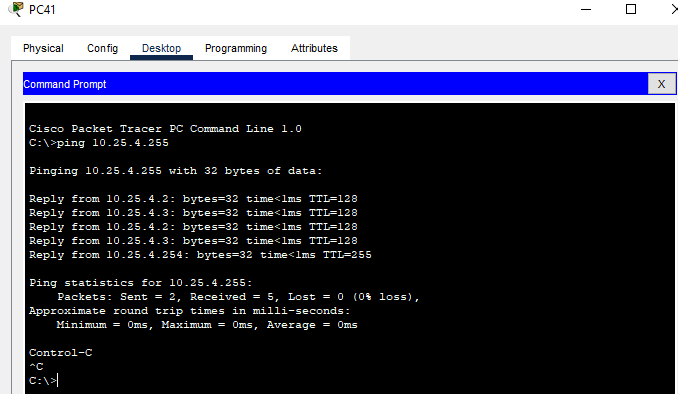 PC41
Physical Config Desktop Programming Attributes
Command Prompt
X
Cisco Packet Tracer PC Command Line 1.0
C:\>ping 10.25.4.255
Pinging 10.25.4.255 with 32 bytes of data:
Reply from 10.25.4.2: bytes=32 time<1ms TTL=128
Reply from 10.25.4.3: bytes=32 time<1ms TTL=128
Reply from 10.25.4.2: bytes=32 time<1ms TTL=128
Reply from 10.25.4.3: bytes=32 time<1ms TTL=128
Reply from 10.25.4.254: bytes=32 time<1ms TTL=255
Ping statistics for 10.25.4.255:
Packets: Sent = 2, Received = 5, Lost = 0 (0% loss),
Approximate round trip times in milli-seconds:
Minimum = 0ms, Maximum = 0ms, Average = 0ms
Control-C
^C
C:\>